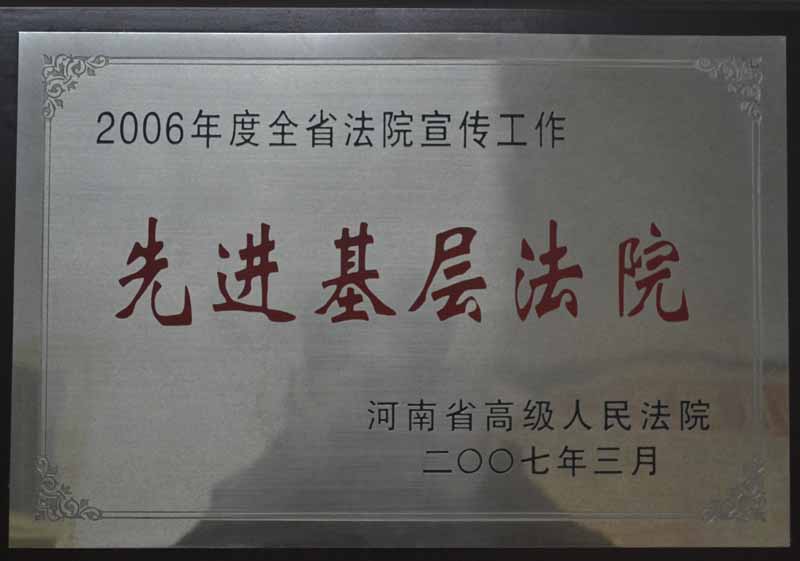 2006年度全省法院宣传工作
先进基层法院
河南省高级人民法院
二〇〇七年三月